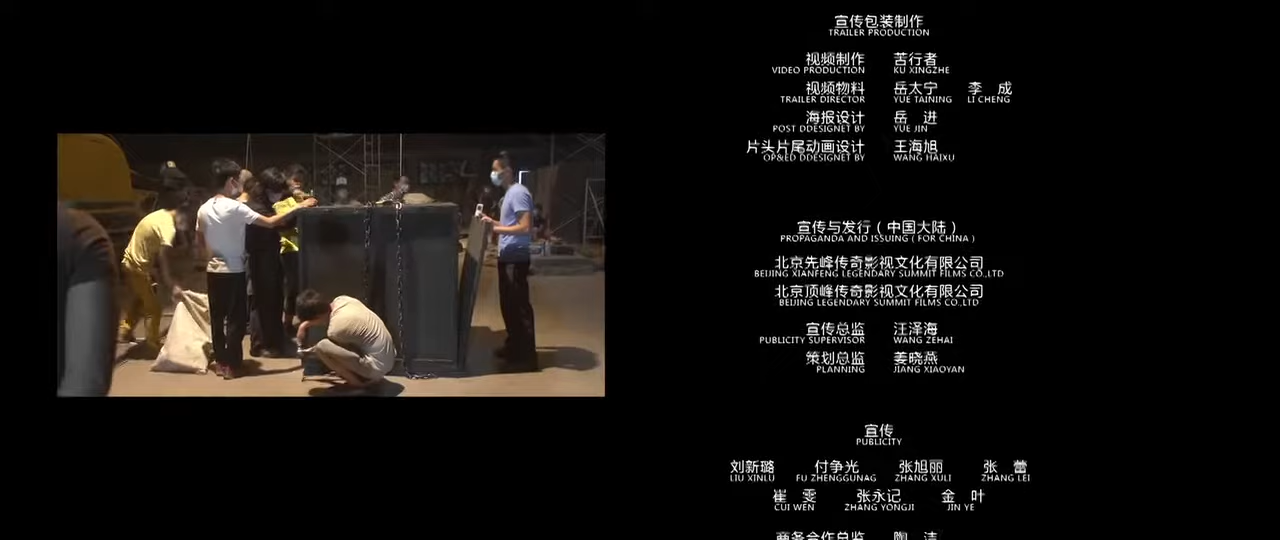 宣传包装制作
TRAILER PRODUCTION
视频制作 苦行者
VIDEO PRODUCTION KU XINGZHE
视频物料 岳太宁 李 成
TRAILER DIRECTOR YUE TAINING LI CHENG
海报设计 岳 进
POST DDESIGNET BY YUE JIN
片头片尾动画设计 王海旭
OP&ED DDESIGNET BY WANG HAIXU
宣传与发行（中国大陆）
PROPAGANDA AND ISSUING ( FOR CHINA )
北京先峰传奇影视文化有限公司
BEIJING XIANFENG LEGENDARY SUMMIT FILMS CO.,LTD
北京顶峰传奇影视文化有限公司
BEIJING LEGENDARY SUMMIT FILMS CO.,LTD
宣传总监 汪泽海
PUBLICITY SUPERVISOR WANG ZEHAI
策划总监 姜晓燕
PLANNING JIANG XIAOYAN
宣传
PUBLICITY
刘新璐 付争光 张旭丽 张 蕾
LIU XINLU FU ZHENGGUNAG ZHANG XULI ZHANG LEI
崔 雯 张永记 金 叶
CUI WEN ZHANG YONGJI JIN YE
商务合作总监 陶 洁